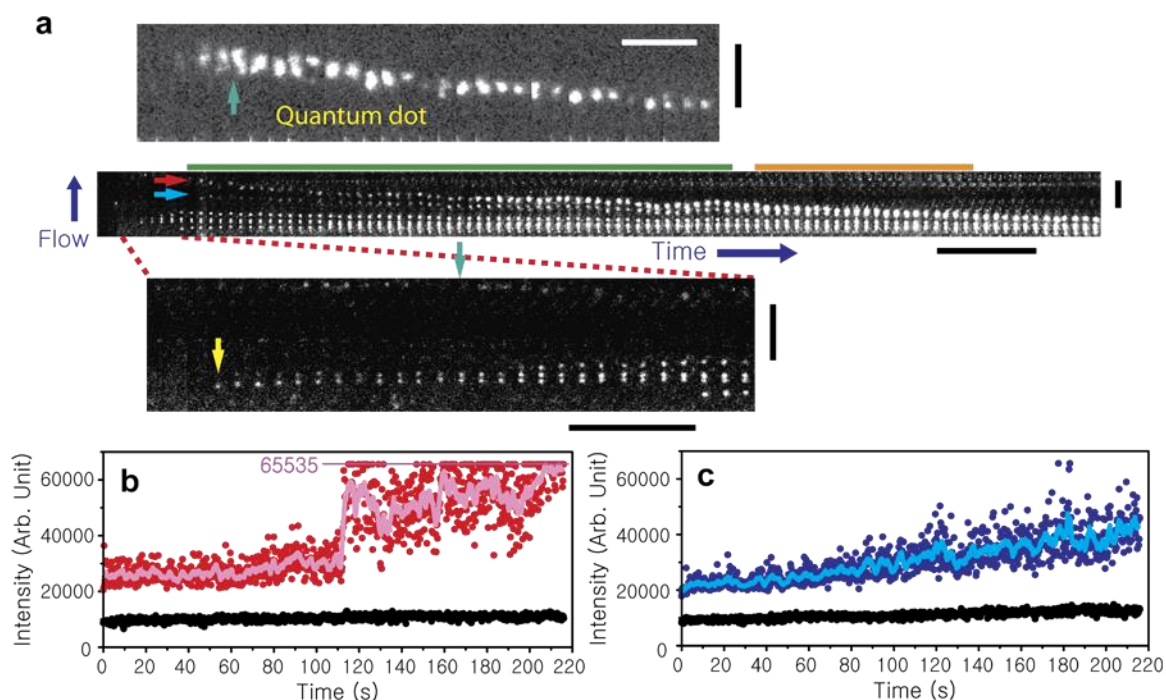 a
Quantum dot
Flow
Time
b
65535
Intensity (Arb. Unit)
60000
40000
20000
0
0 20 40 60 80 100 120 140 160 180 200 220
Time (s)
c
Intensity (Arb. Unit)
60000
40000
20000
0
0 20 40 60 80 100 120 140 160 180 200 220
Time (s)